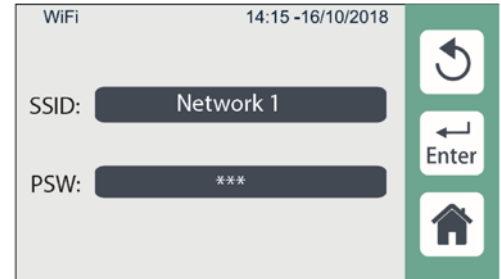 WiFi 14:15 -16/10/2018
SSID: Network 1
Enter
PSW: ***